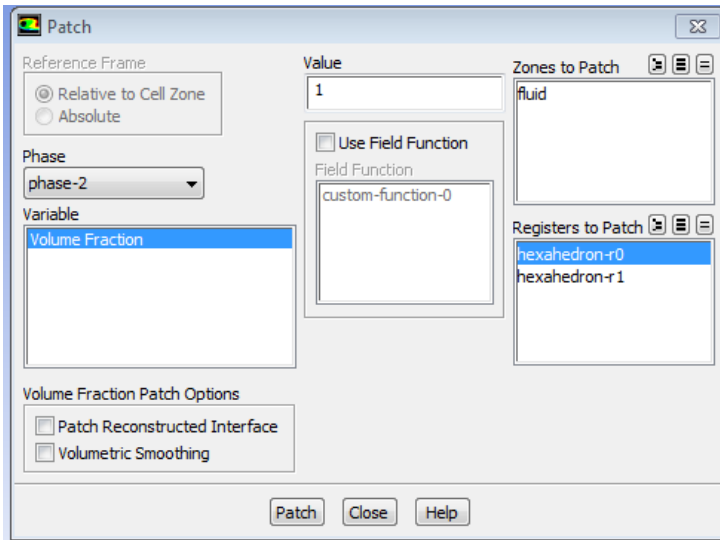 Patch
Reference Frame
Relative to Cell Zone
Absolute
Phase
phase-2
Variable
Volume Fraction
Volume Fraction Patch Options
Patch Reconstructed Interface
Volumetric Smoothing
Value
1
Use Field Function
Field Function
custom-function-0
Zones to Patch
fluid
Registers to Patch
hexahedron-r0
hexahedron-r1
Patch
Close
Help